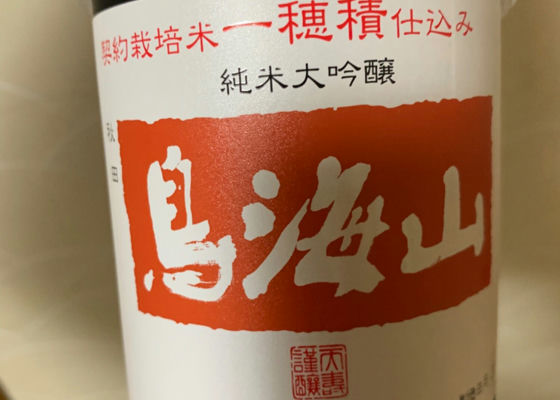 契約栽培米一穂積仕込み
純米大吟醸
秋田
鳥海山
天壽謹醸